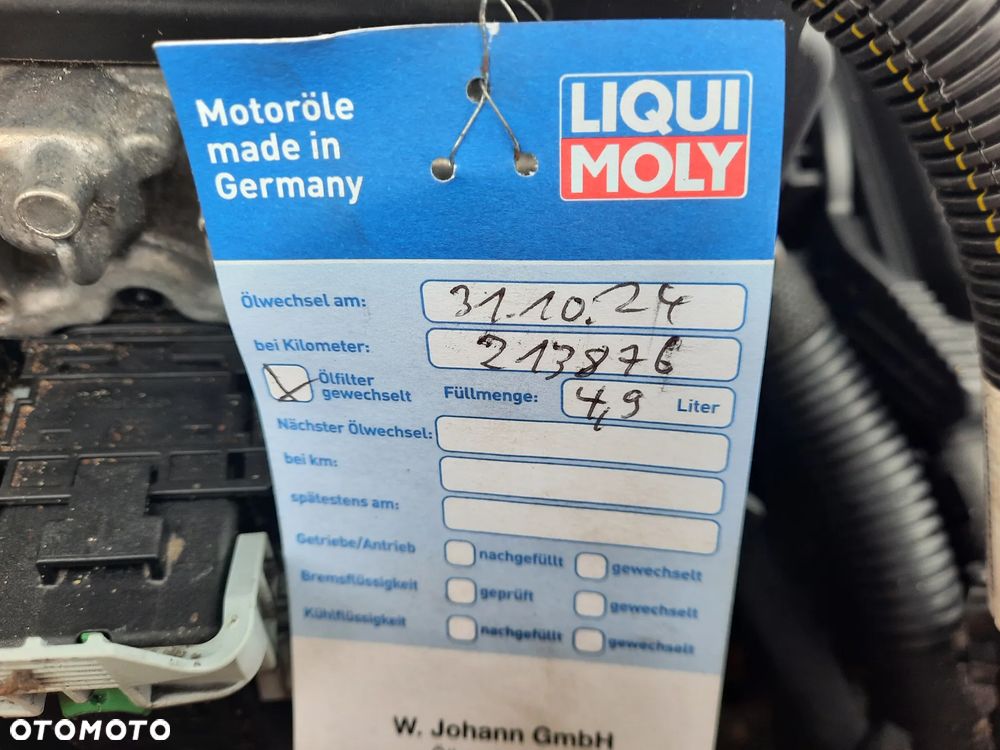 Motoröle
made in
Germany
LIQUI
MOLY
Ölwechsel am: 31.10.24
bei Kilometer: 213876
Ölfilter
gewechselt
Füllmenge: 4,9 Liter
Nächster Ölwechsel:
bei km:
spätestens am:
Getriebe/Antrieb nachgefüllt gewechselt
Bremsflüssigkeit geprüft gewechselt
Kühlflüssigkeit nachgefüllt gewechselt
W. Johann GmbH
OTOMOTO